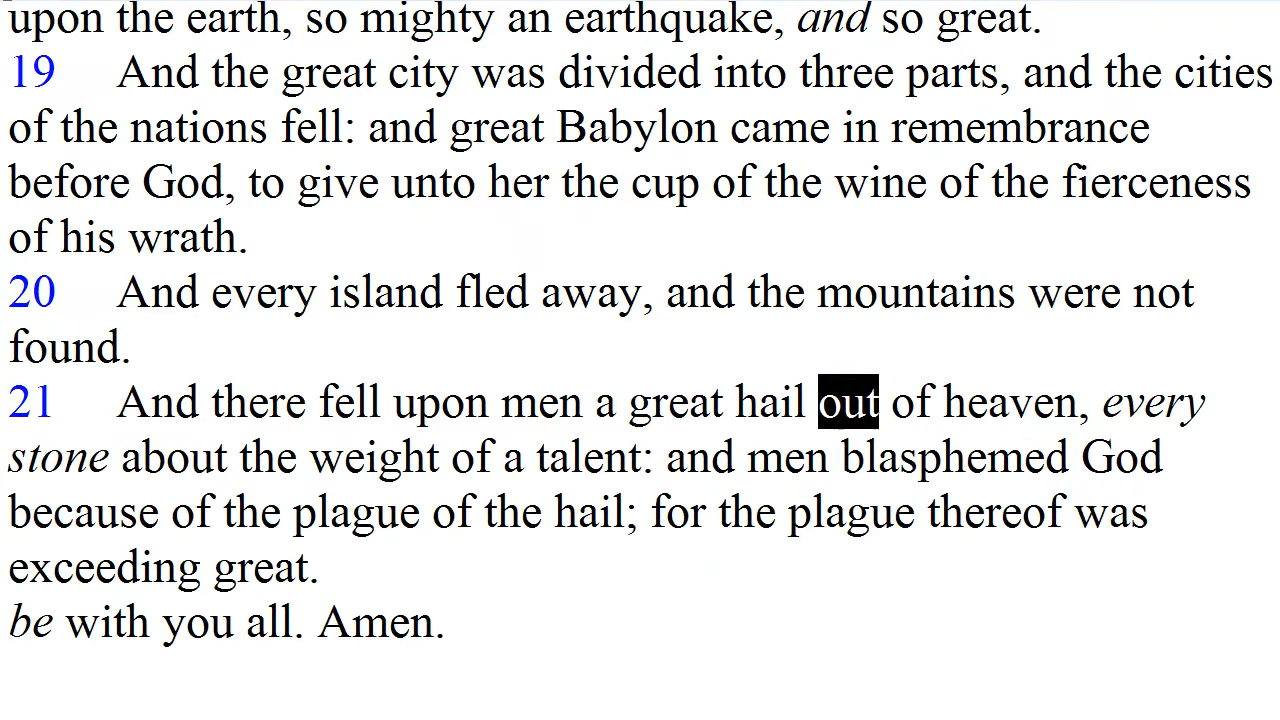 upon the earth, so mighty an earthquake, and so great.
19 And the great city was divided into three parts, and the cities
of the nations fell: and great Babylon came in remembrance
before God, to give unto her the cup of the wine of the fierceness
of his wrath.
20 And every island fled away, and the mountains were not
found.
21 And there fell upon men a great hail out of heaven, every
stone about the weight of a talent: and men blasphemed God
because of the plague of the hail; for the plague thereof was
exceeding great.
be with you all. Amen.